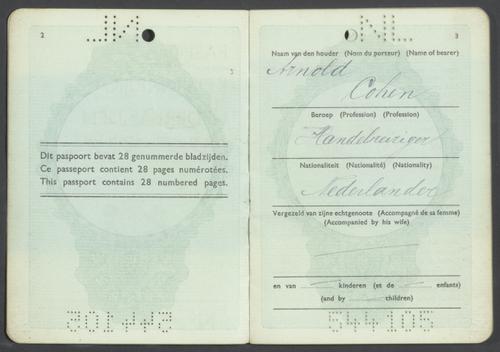 2
Dit paspoort bevat 28 genummerde bladzijden.
Ce passeport contient 28 pages numérotées.
This passport contains 28 numbered pages.
NL
3
Naam van den houder (Nom du porteur) (Name of bearer)
Arnold
Cohen
Beroep (Profession) (Profession)
Handelsreiziger
Nationaliteit (Nationalité) (Nationality)
Nederlander
Vergezeld van zijne echtgenoote (Accompagné de sa femme)
(Accompanied by his wife)
en van kinderen (et de enfants)
(and by children)
544105